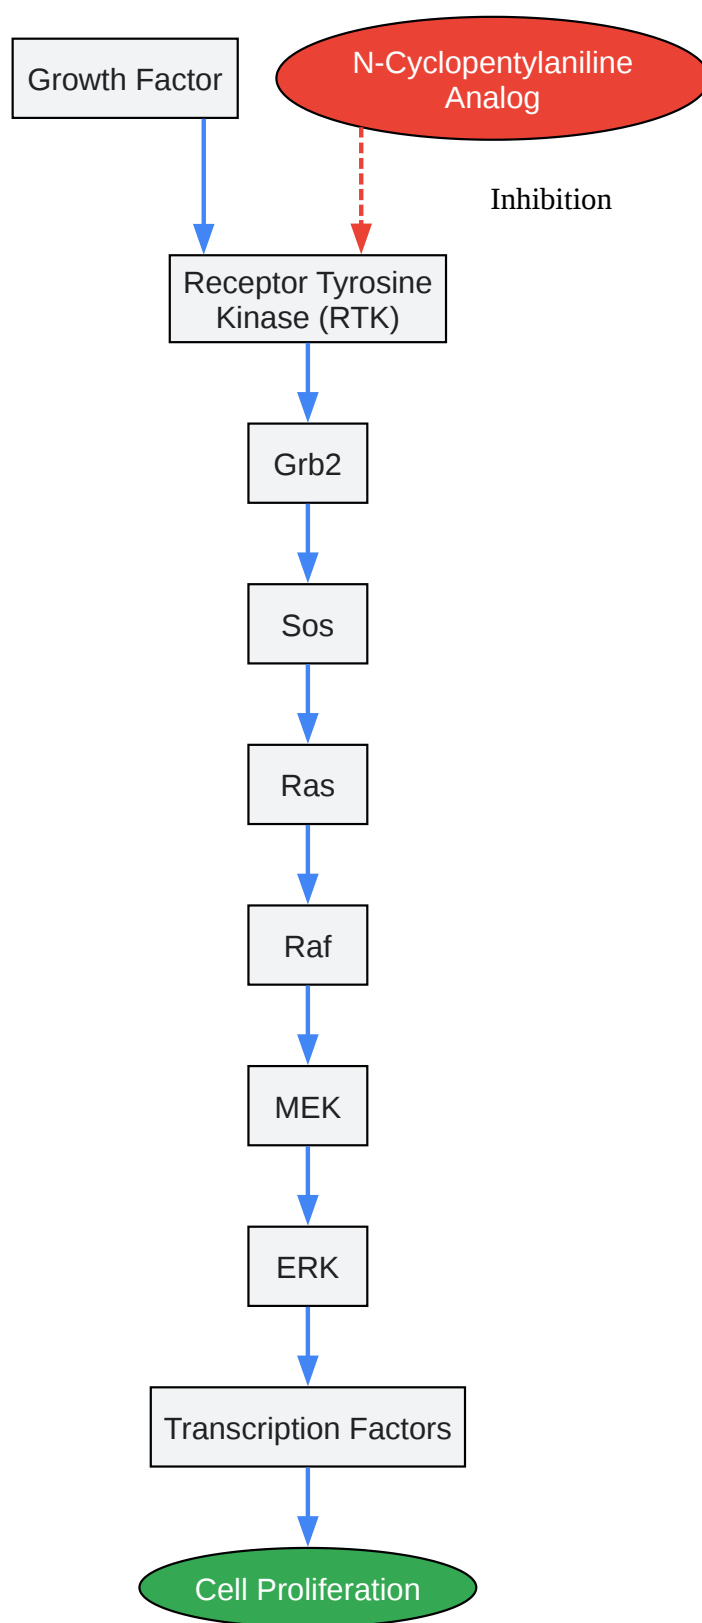 Growth Factor
N-Cyclopentylaniline
Analog
Inhibition
Receptor Tyrosine
Kinase (RTK)
Grb2
Sos
Ras
Raf
MEK
ERK
Transcription Factors
Cell Proliferation